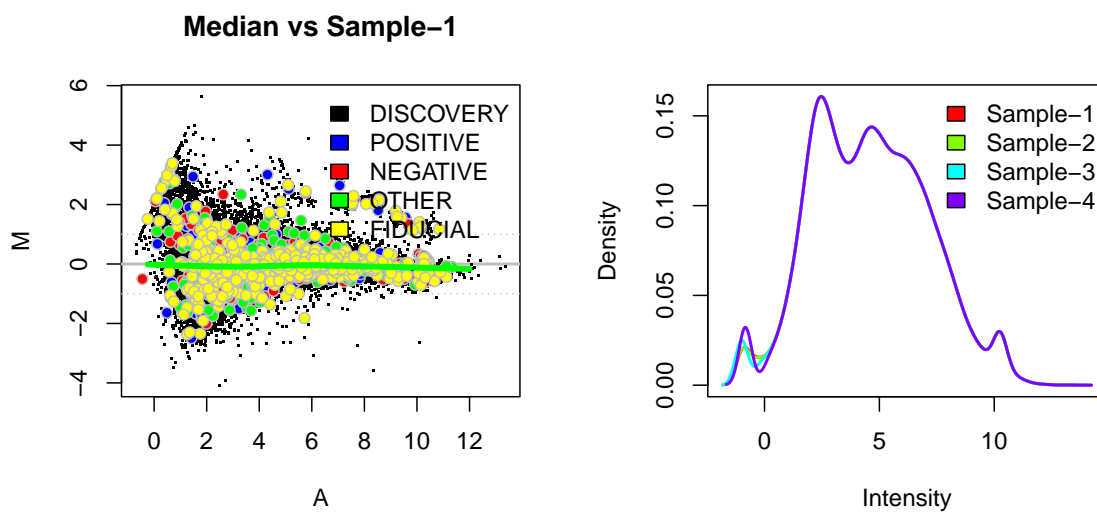 Median vs Sample−1
M
6
4
2
0
−2
−4
DISCOVERY
POSITIVE
NEGATIVE
OTHER
FIDUCIAL
0 2 4 6 8 10 12
A
Density
0.15
0.10
0.05
0.00
Sample−1
Sample−2
Sample−3
Sample−4
0 5 10
Intensity